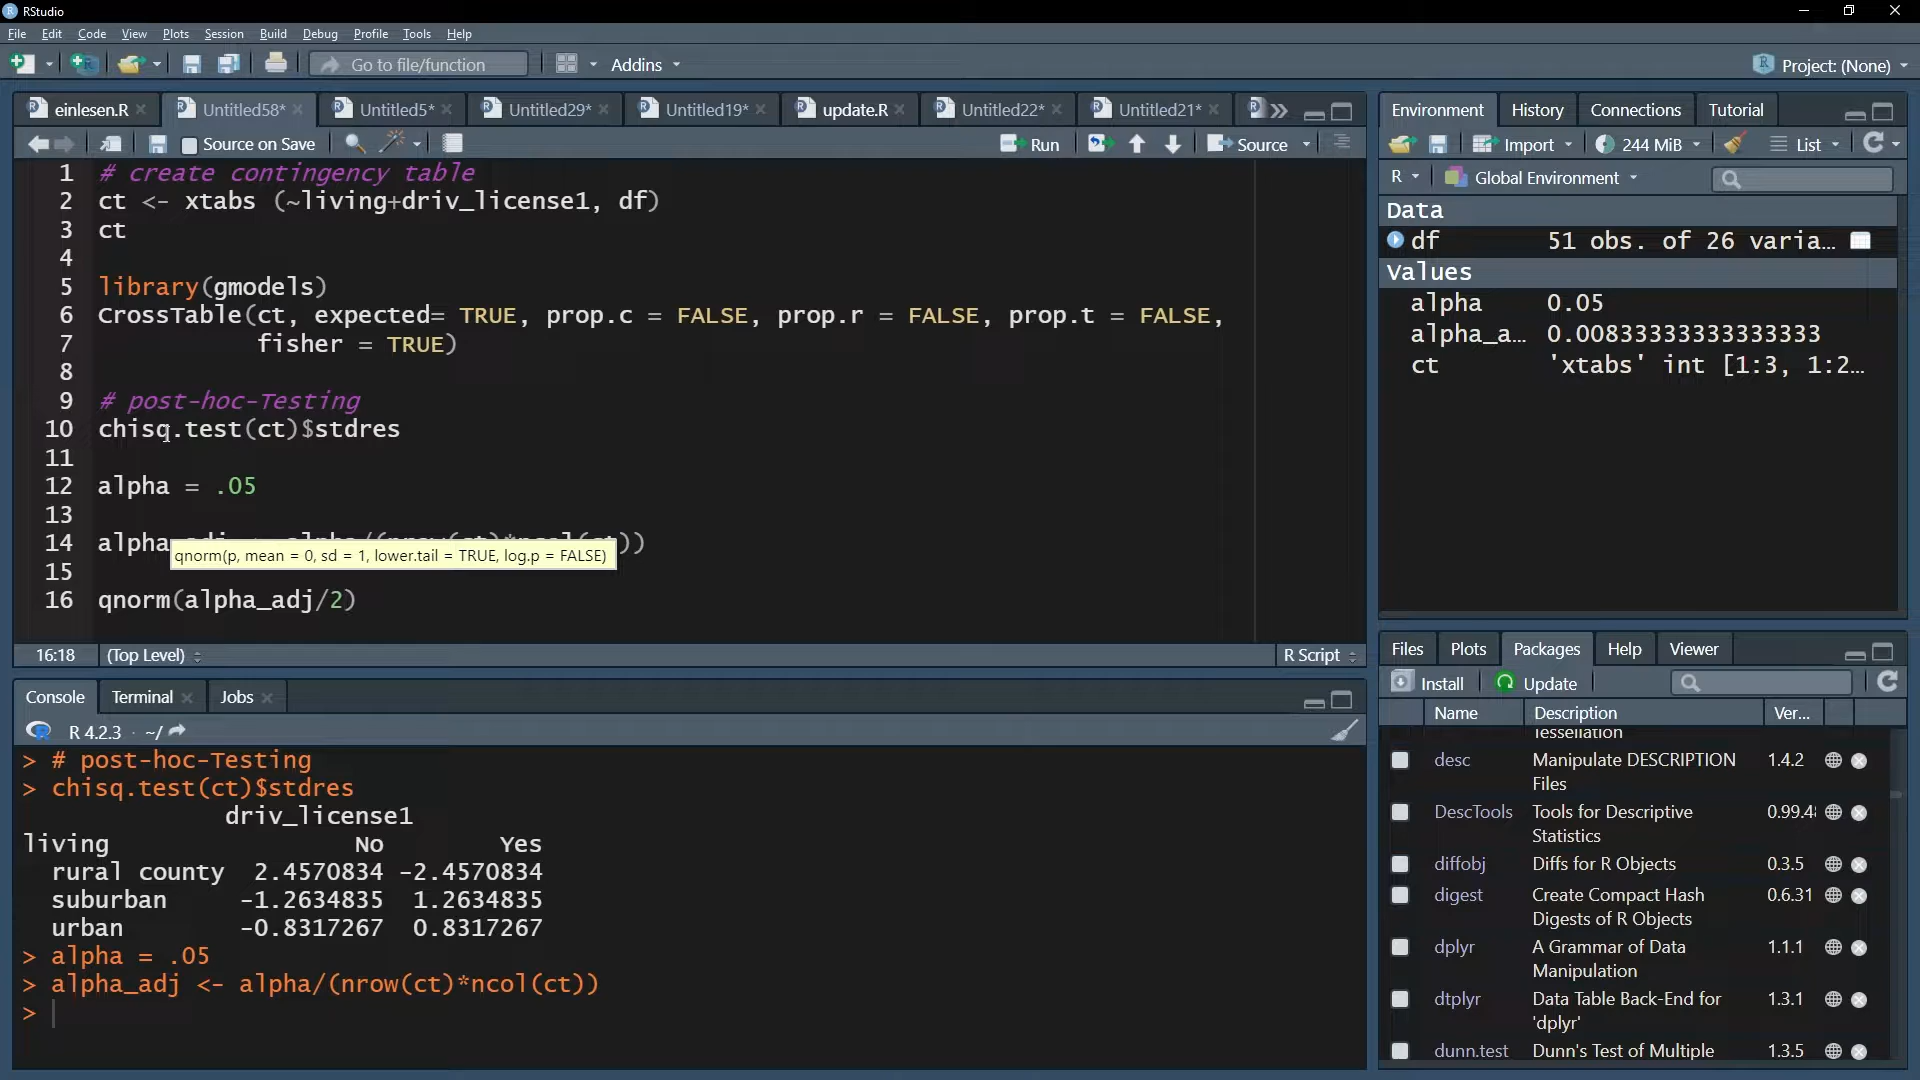 RStudio
File Edit Code View Plots Session Build Debug Profile Tools Help
Go to file/function Addins Project: (None)
einlesen.R Untitled58* Untitled5* Untitled29* Untitled19* update.R Untitled22* Untitled21*
Source on Save Run Source
1 # create contingency table
2 ct <- xtabs (~living+driv_license1, df)
3 ct
4
5 library(gmodels)
6 CrossTable(ct, expected= TRUE, prop.c = FALSE, prop.r = FALSE, prop.t = FALSE,
7 fisher = TRUE)
8
9 # post-hoc-Testing
10 chisq.test(ct)$stdres
11
12 alpha = .05
13
14 alpha
qnorm(p, mean = 0, sd = 1, lower.tail = TRUE, log.p = FALSE)
15
16 qnorm(alpha_adj/2)
16:18 (Top Level) R Script
Console Terminal Jobs
R 4.2.3 · ~/
> # post-hoc-Testing
> chisq.test(ct)$stdres
driv_license1
living No Yes
rural county 2.4570834 -2.4570834
suburban -1.2634835 1.2634835
urban -0.8317267 0.8317267
> alpha = .05
> alpha_adj <- alpha/(nrow(ct)*ncol(ct))
>
Environment History Connections Tutorial
Import 244 MiB List
R Global Environment
Data
df 51 obs. of 26 varia...
Values
alpha 0.05
alpha_a... 0.00833333333333333
ct 'xtabs' int [1:3, 1:2...
Files Plots Packages Help Viewer
Install Update
Name Description Ver...
Tessellation
desc Manipulate DESCRIPTION 1.4.2
Files
DescTools Tools for Descriptive 0.99.4
Statistics
diffobj Diffs for R Objects 0.3.5
digest Create Compact Hash 0.6.31
Digests of R Objects
dplyr A Grammar of Data 1.1.1
Manipulation
dtplyr Data Table Back-End for 1.3.1
'dplyr'
dunn.test Dunn's Test of Multiple 1.3.5